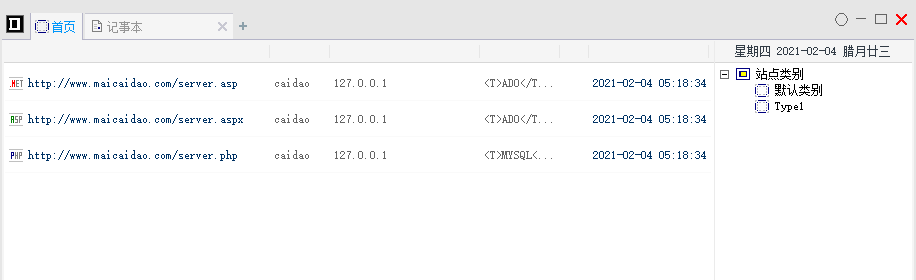 首页 记事本
星期四 2021-02-04 腊月廿三
.NET http://www.maicaidao.com/server.asp caidao 127.0.0.1 <T>ADO</T... 2021-02-04 05:18:34
ASP http://www.maicaidao.com/server.aspx caidao 127.0.0.1 <T>ADO</T... 2021-02-04 05:18:34
PHP http://www.maicaidao.com/server.php caidao 127.0.0.1 <T>MYSQL<... 2021-02-04 05:18:34
站点类别
默认类别
Type1